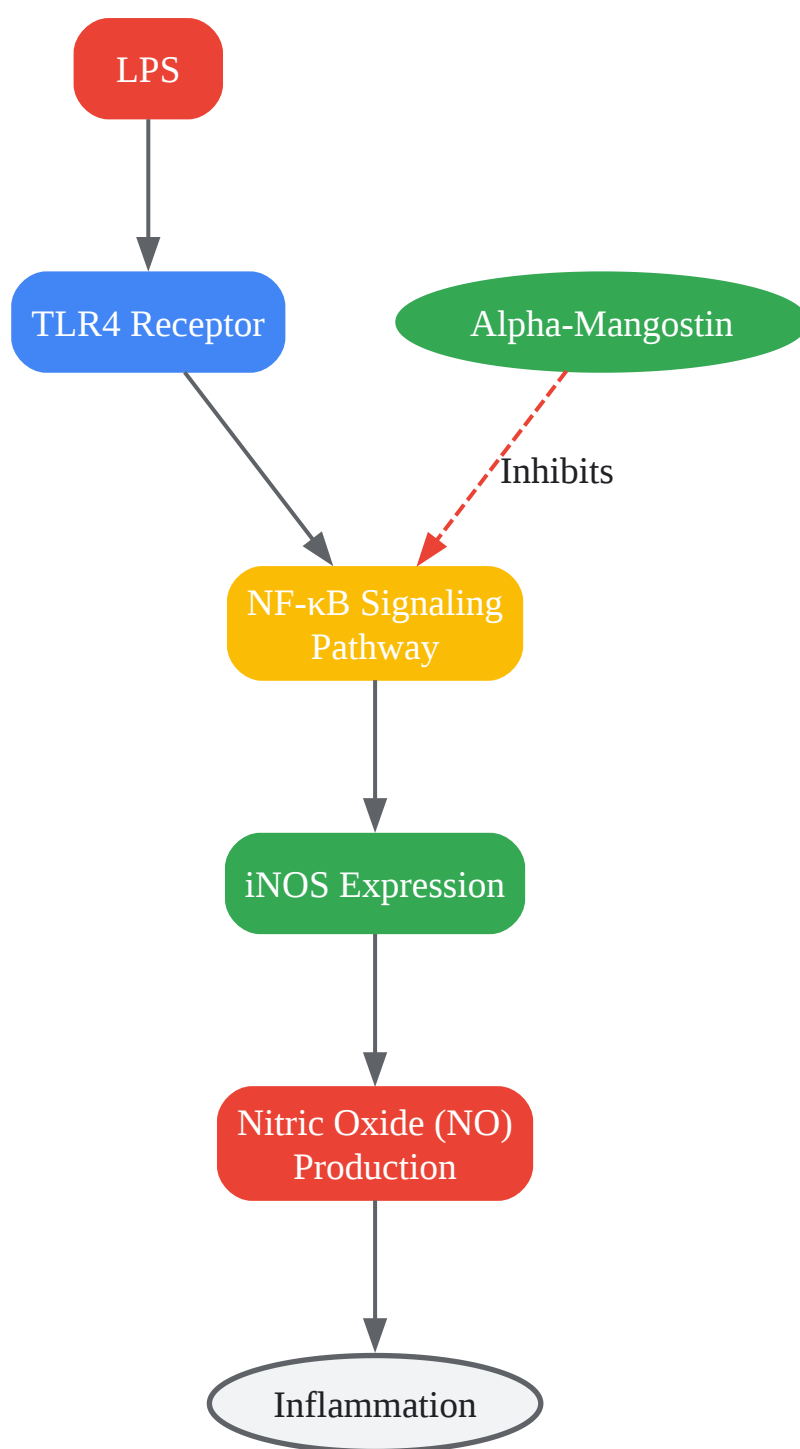 LPS
TLR4 Receptor
Alpha-Mangostin
Inhibits
NF-κB Signaling
Pathway
iNOS Expression
Nitric Oxide (NO)
Production
Inflammation